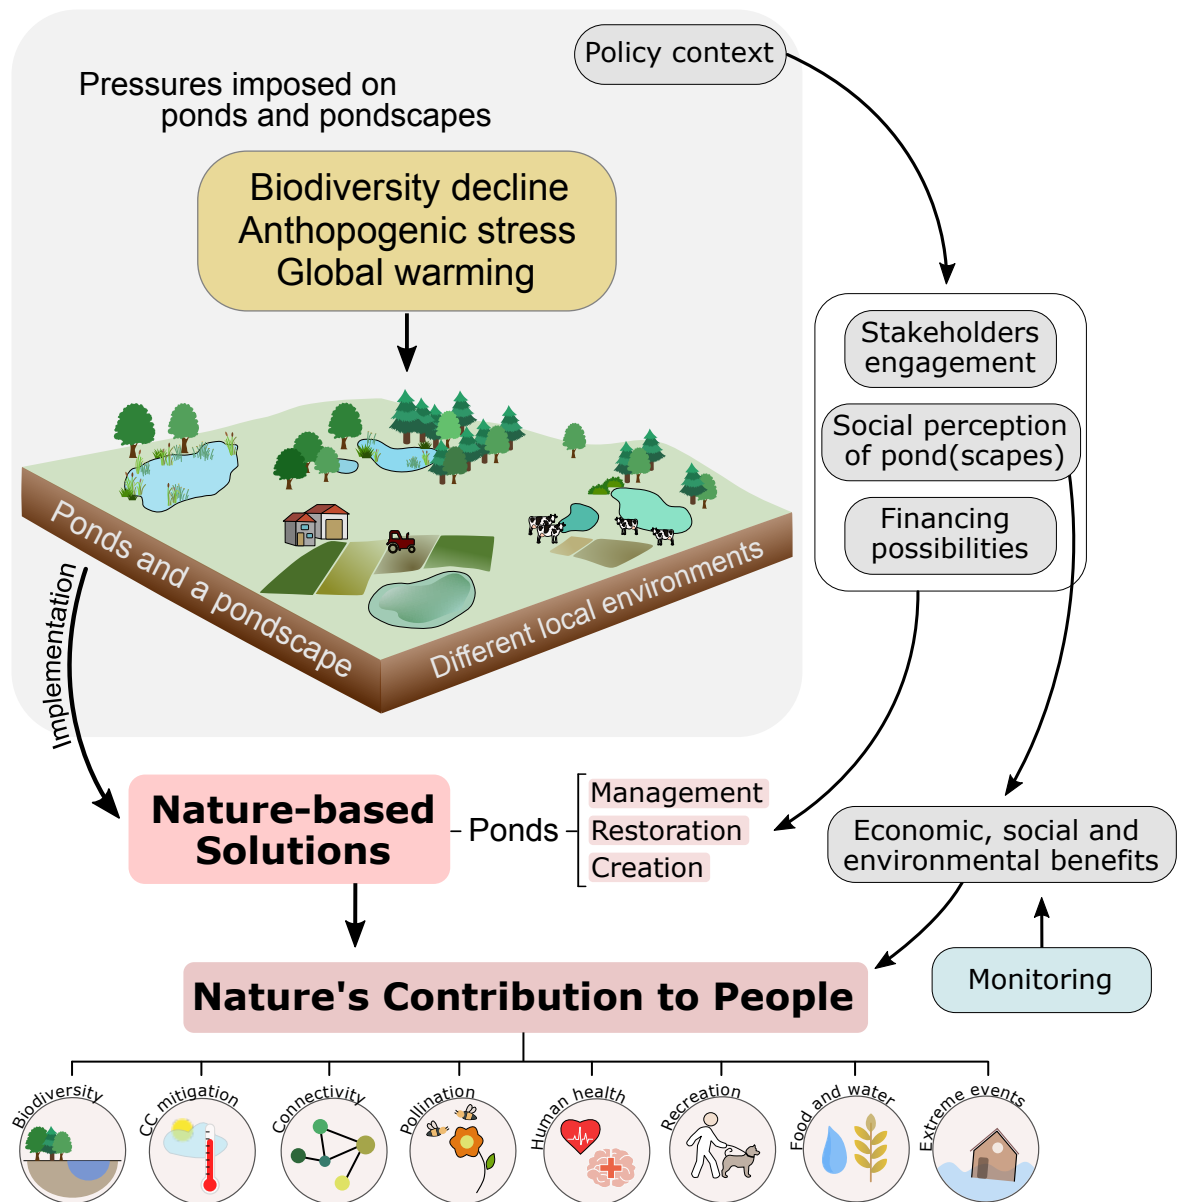 Policy context
Pressures imposed on
ponds and pondscapes
Biodiversity decline
Anthopogenic stress
Global warming
Stakeholders
engagement
Social perception
of pond(scapes)
Financing
possibilities
Ponds and a pondscape
Different local environments
Implementation
Nature-based
Solutions
Ponds
Management
Restoration
Creation
Economic, social and
environmental benefits
Monitoring
Nature's Contribution to People
Biodiversity
CC mitigation
Connectivity
Pollination
Human health
Recreation
Food and water
Extreme events